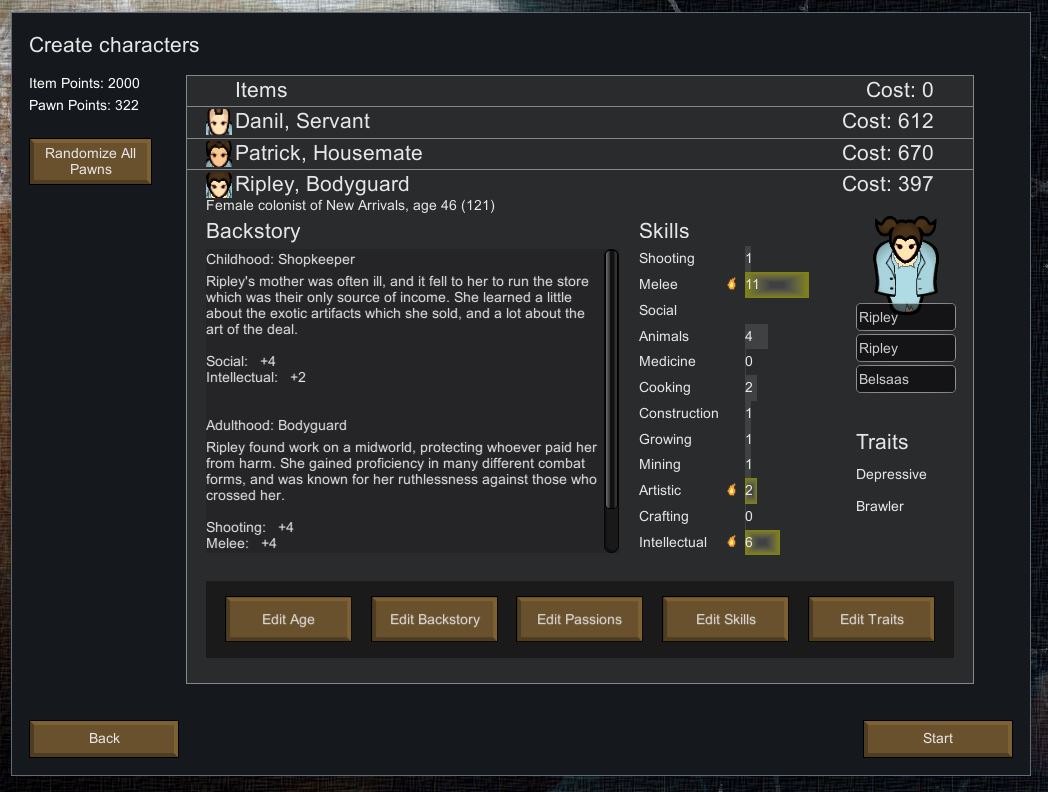 Create characters
Item Points: 2000
Pawn Points: 322
Randomize All
Pawns
Items Cost: 0
Danil, Servant Cost: 612
Patrick, Housemate Cost: 670
Ripley, Bodyguard Cost: 397
Female colonist of New Arrivals, age 46 (121)
Backstory
Childhood: Shopkeeper
Ripley's mother was often ill, and it fell to her to run the store
which was their only source of income. She learned a little
about the exotic artifacts which she sold, and a lot about the
art of the deal.
Social: +4
Intellectual: +2
Adulthood: Bodyguard
Ripley found work on a midworld, protecting whoever paid her
from harm. She gained proficiency in many different combat
forms, and was known for her ruthlessness against those who
crossed her.
Shooting: +4
Melee: +4
Skills
Shooting 1
Melee 11
Social
Animals 4
Medicine 0
Cooking 2
Construction 1
Growing 1
Mining 1
Artistic 2
Crafting 0
Intellectual 6
Ripley
Ripley
Belsaas
Traits
Depressive
Brawler
Edit Age
Edit Backstory
Edit Passions
Edit Skills
Edit Traits
Back
Start